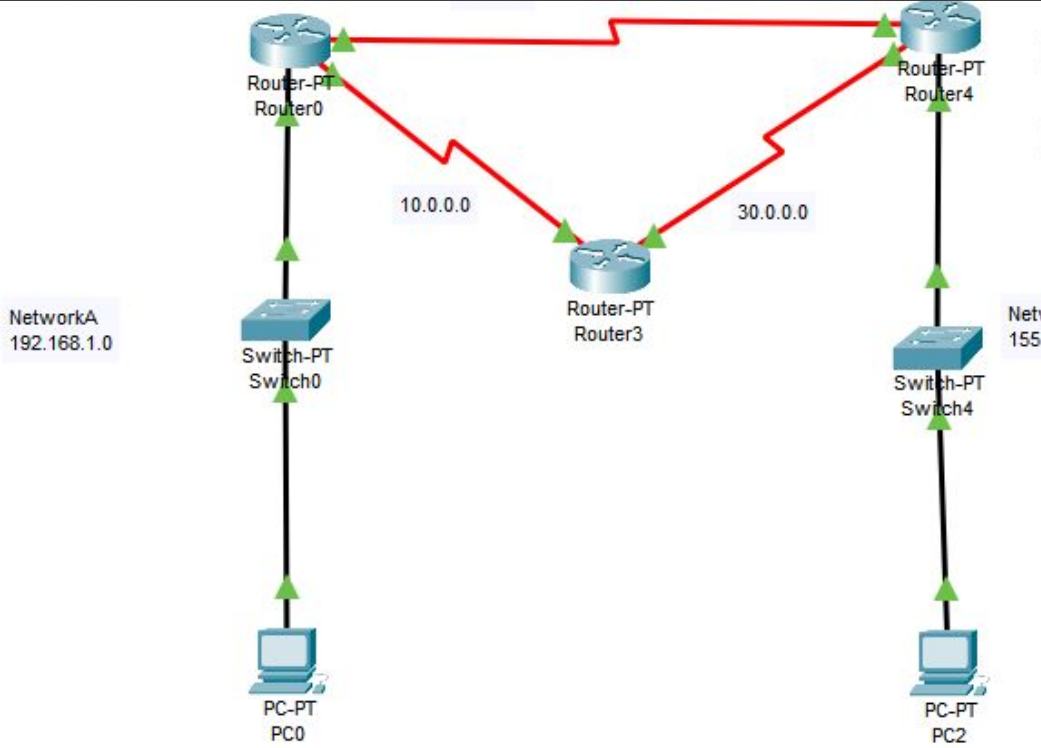 Router-PT
Router0
Router-PT
Router4
10.0.0.0
30.0.0.0
Router-PT
Router3
NetworkA
192.168.1.0
Switch-PT
Switch0
155
Switch-PT
Switch4
PC-PT
PC0
PC-PT
PC2